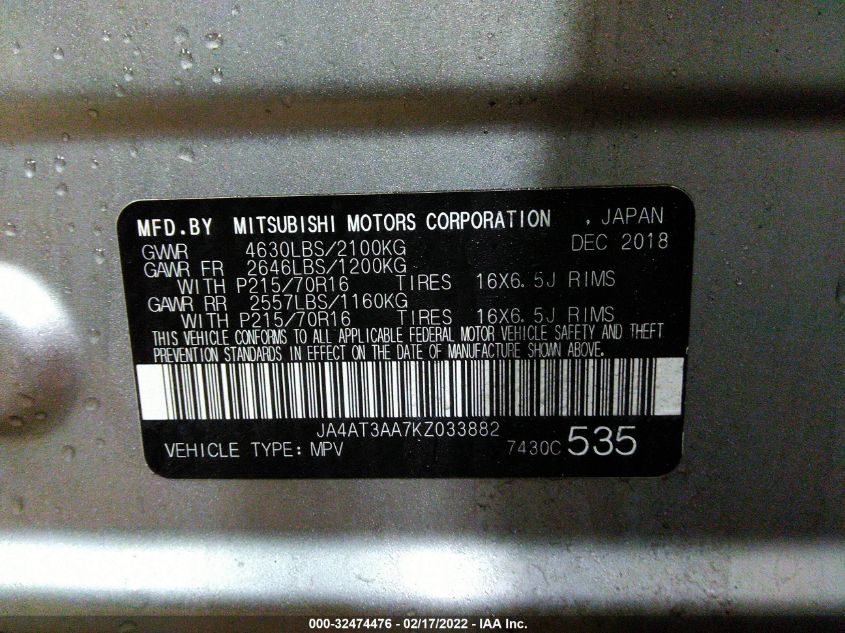 MFD.BY MITSUBISHI MOTORS CORPORATION , JAPAN
GVWR 4630LBS/2100KG DEC 2018
GAWR FR 2646LBS/1200KG
WITH P215/70R16 TIRES 16X6.5J RIMS
GAWR RR 2557LBS/1160KG
WITH P215/70R16 TIRES 16X6.5J RIMS
THIS VEHICLE CONFORMS TO ALL APPLICABLE FEDERAL MOTOR VEHICLE SAFETY AND THEFT
PREVENTION STANDARDS IN EFFECT ON THE DATE OF MANUFACTURE SHOWN ABOVE.
JA4AT3AA7KZ033882
VEHICLE TYPE: MPV 7430C 535
000-32474476 - 02/17/2022 - IAA Inc.